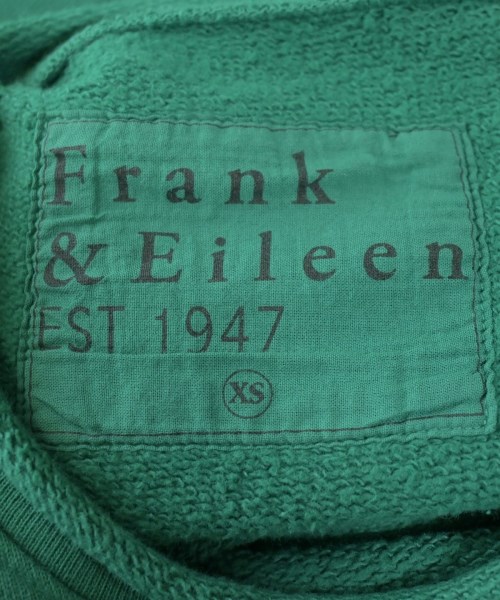 Frank
& Eileen
EST 1947
XS